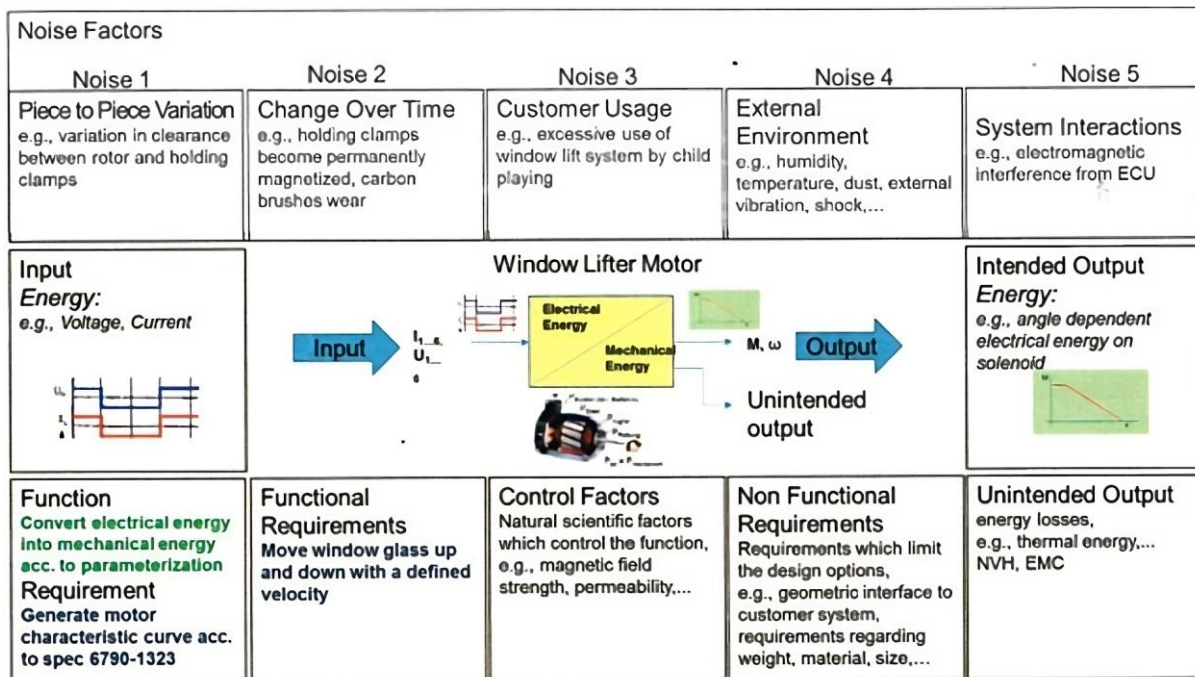 Noise Factors
Noise 1
Noise 2
Noise 3
Noise 4
Noise 5
Piece to Piece Variation
e.g., variation in clearance
between rotor and holding
clamps
Change Over Time
e.g., holding clamps
become permanently
magnetized, carbon
brushes wear
Customer Usage
e.g., excessive use of
window lift system by child
playing
External
Environment
e.g., humidity,
temperature, dust, external
vibration, shock,...
System Interactions
e.g., electromagnetic
interference from ECU
Input
Energy:
e.g., Voltage, Current
Window Lifter Motor
Input
I1...6,
U1...
6
Electrical
Energy
Mechanical
Energy
M, ω
Output
Unintended
output
Intended Output
Energy:
e.g., angle dependent
electrical energy on
solenoid
Function
Convert electrical energy
into mechanical energy
acc. to parameterization
Requirement
Generate motor
characteristic curve acc.
to spec 6790-1323
Functional
Requirements
Move window glass up
and down with a defined
velocity
Control Factors
Natural scientific factors
which control the function,
e.g., magnetic field
strength, permeability,...
Non Functional
Requirements
Requirements which limit
the design options,
e.g., geometric interface to
customer system,
requirements regarding
weight, material, size,...
Unintended Output
energy losses,
e.g., thermal energy,...
NVH, EMC